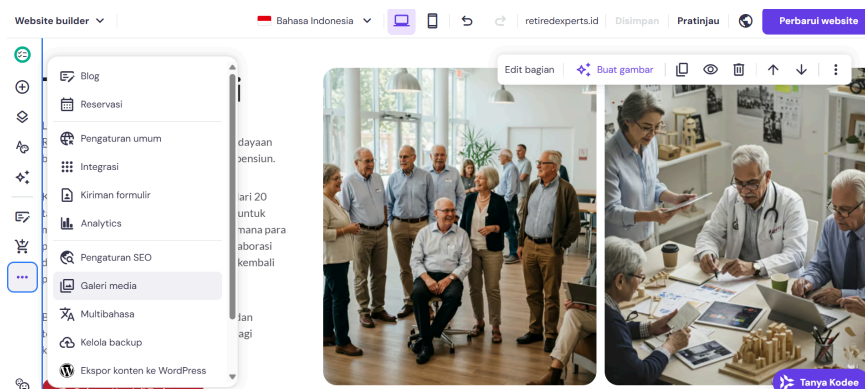 Website builder
Bahasa Indonesia
retiredexperts.id
Disimpan
Pratinjau
Perbarui website
Edit bagian
Buat gambar
Blog
Reservasi
Pengaturan umum
Integrasi
Kiriman formulir
Analytics
Pengaturan SEO
Galeri media
Multibahasa
Kelola backup
Ekspor konten ke WordPress
dayaan
pensiun.
dari 20
untuk
mana para
aborasi
kembali
dan
agi
Tanya Kodee